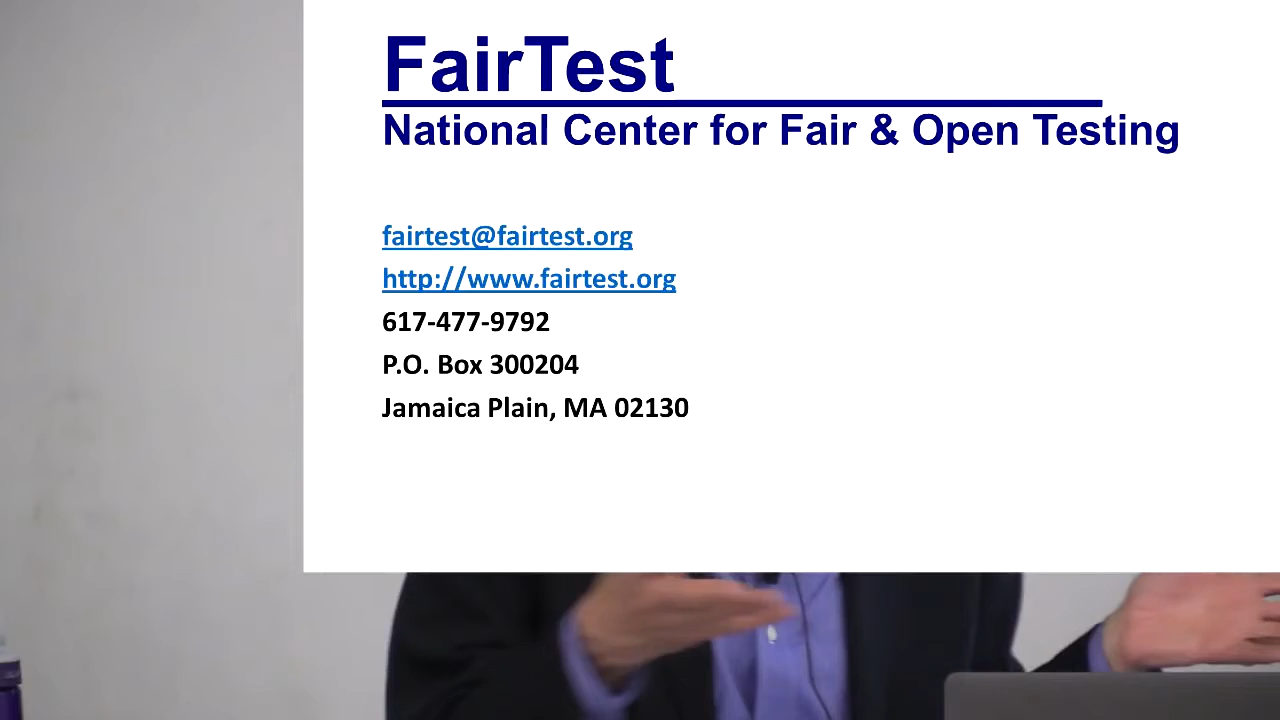 FairTest
National Center for Fair & Open Testing
fairtest@fairtest.org
http://www.fairtest.org
617-477-9792
P.O. Box 300204
Jamaica Plain, MA 02130